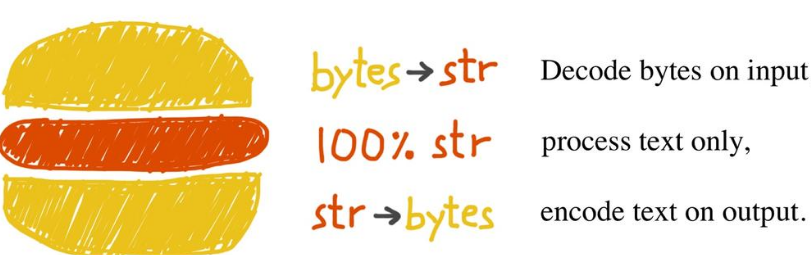 bytes → str Decode bytes on input
100% str process text only,
str → bytes encode text on output.